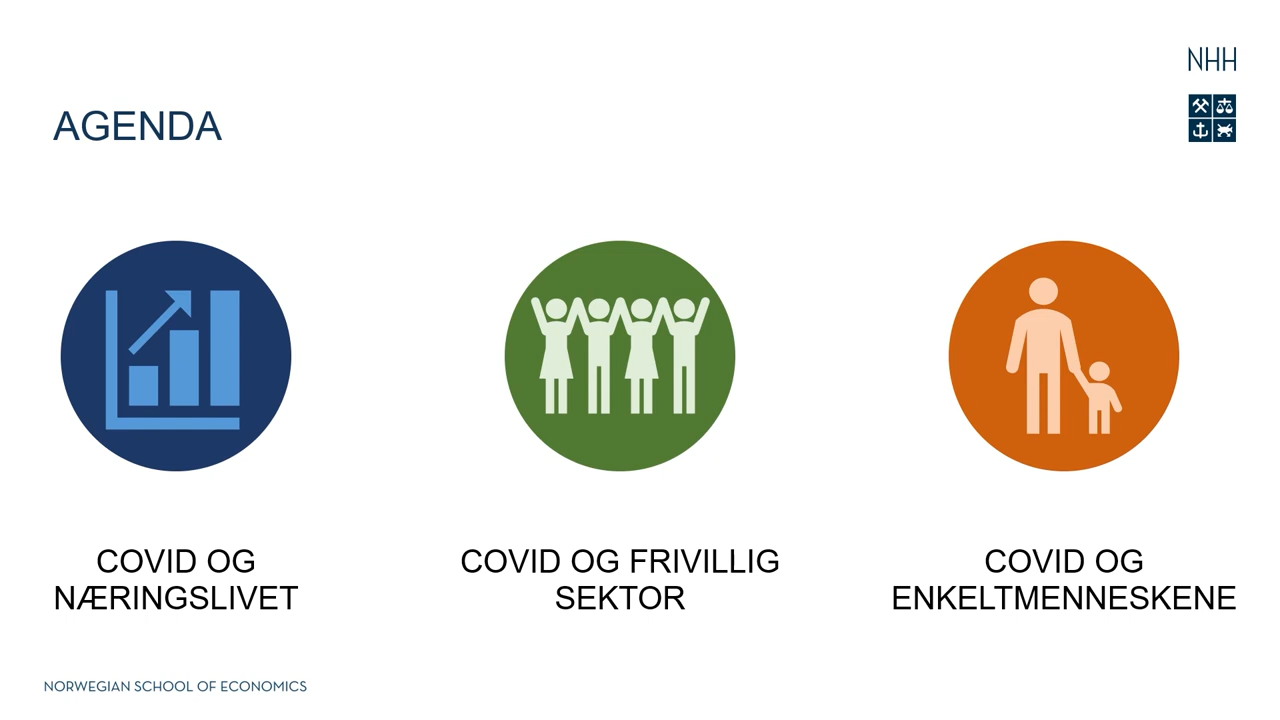 NHH
AGENDA
COVID OG
NÆRINGSLIVET
COVID OG FRIVILLIG
SEKTOR
COVID OG
ENKELTMENNESKENE
NORWEGIAN SCHOOL OF ECONOMICS